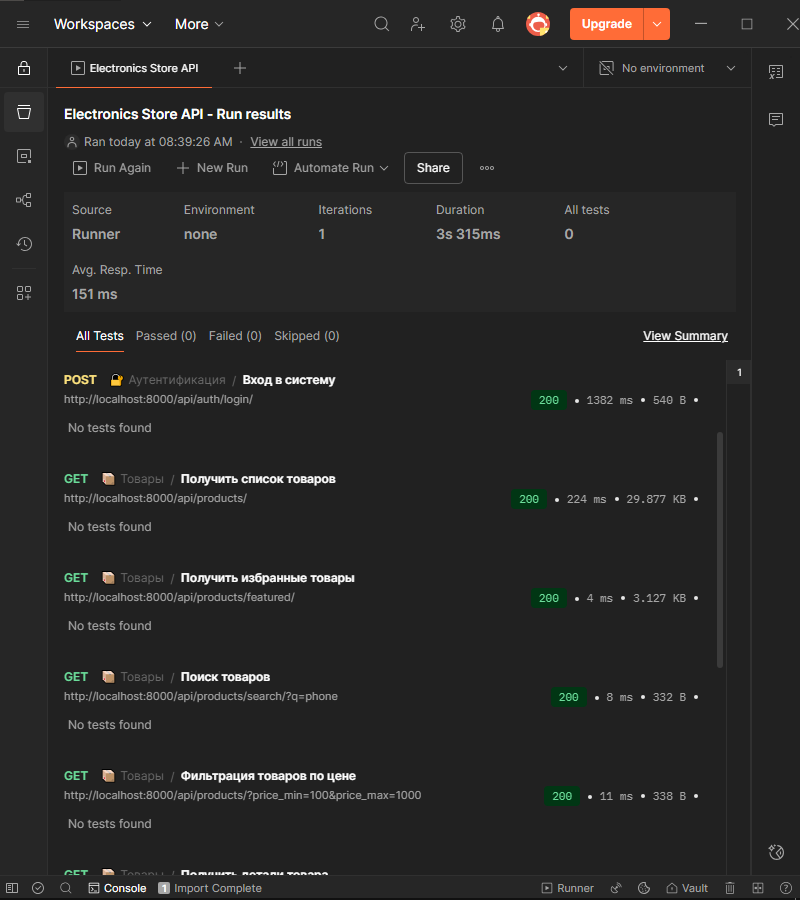 Workspaces More Upgrade
Electronics Store API No environment
Electronics Store API - Run results
Ran today at 08:39:26 AM · View all runs
Run Again New Run Automate Run Share
Source Environment Iterations Duration All tests
Runner none 1 3s 315ms 0
Avg. Resp. Time
151 ms
All Tests Passed (0) Failed (0) Skipped (0) View Summary
1
POST Аутентификация / Вход в систему
http://localhost:8000/api/auth/login/ 200 • 1382 ms • 540 B •
No tests found
GET Товары / Получить список товаров
http://localhost:8000/api/products/ 200 • 224 ms • 29.877 KB •
No tests found
GET Товары / Получить избранные товары
http://localhost:8000/api/products/featured/ 200 • 4 ms • 3.127 KB •
No tests found
GET Товары / Поиск товаров
http://localhost:8000/api/products/search/?q=phone 200 • 8 ms • 332 B •
No tests found
GET Товары / Фильтрация товаров по цене
http://localhost:8000/api/products/?price_min=100&price_max=1000 200 • 11 ms • 338 B •
No tests found
GET Товары / Получить детали товара
Console 1 Import Complete Runner Vault